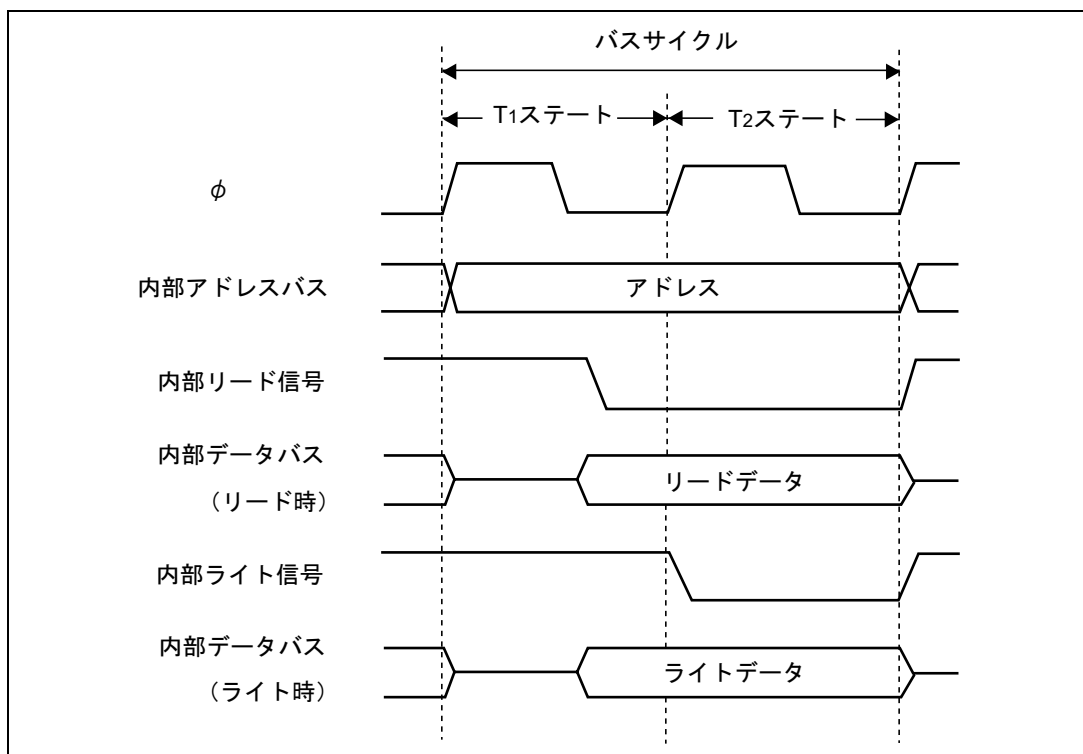 バスサイクル
T1ステート
T2ステート
φ
内部アドレスバス
アドレス
内部リード信号
内部データバス
（リード時）
リードデータ
内部ライト信号
内部データバス
（ライト時）
ライトデータ